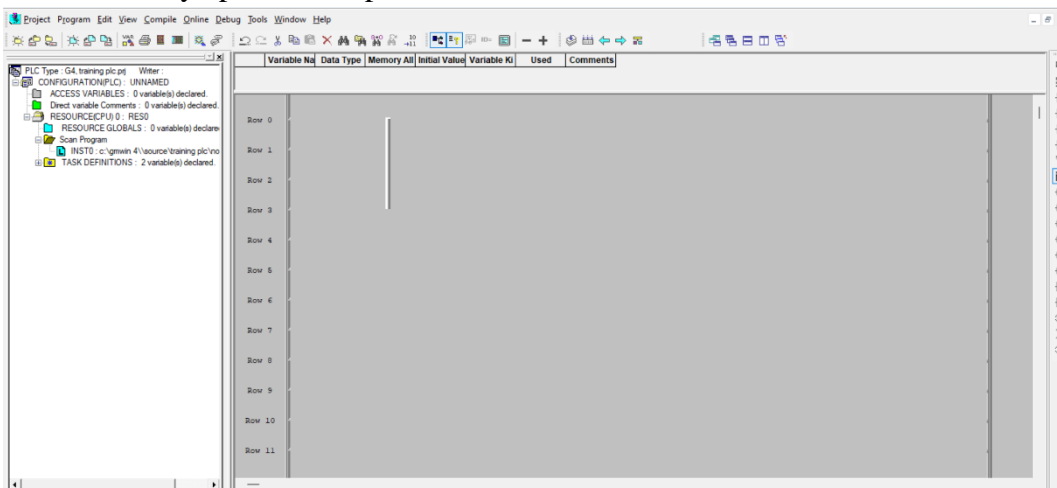 Project Program Edit View Compile Online Debug Tools Window Help
PLC Type : G4, training plc.prj Writer :
CONFIGURATION(PLC) : UNNAMED
ACCESS VARIABLES : 0 variable(s) declared.
Direct variable Comments : 0 variable(s) declared.
RESOURCE(CPU) 0 : RES0
RESOURCE GLOBALS : 0 variable(s) declare
Scan Program
INST0 : c:\gmwin 4\\source\training plc\no
TASK DEFINITIONS : 2 variable(s) declared.
Variable Na Data Type Memory All Initial Value Variable Ki Used Comments
Row 0
Row 1
Row 2
Row 3
Row 4
Row 5
Row 6
Row 7
Row 8
Row 9
Row 10
Row 11